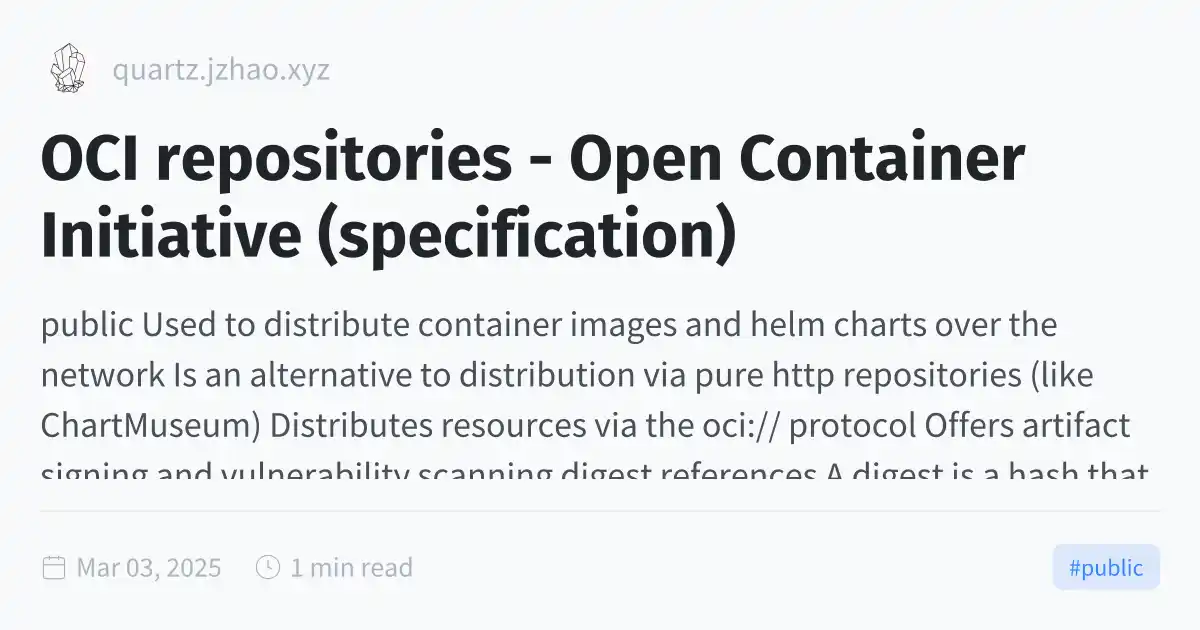 quartz.jzhao.xyz
OCI repositories - Open Container
Initiative (specification)
public Used to distribute container images and helm charts over the
network Is an alternative to distribution via pure http repositories (like
ChartMuseum) Distributes resources via the oci:// protocol Offers artifact
signing and vulnerability scanning digest references A digest is a hash that
Mar 03, 2025
1 min read
#public